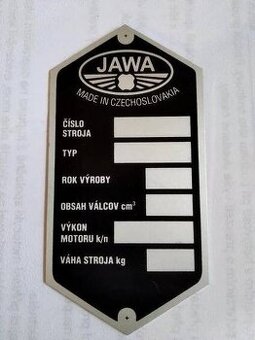 JAWA
MADE IN CZECHOSLOVAKIA
ČÍSLO
STROJA
TYP
ROK VÝROBY
OBSAH VÁLCOV cm³
VÝKON
MOTORU k/n
VÁHA STROJA kg